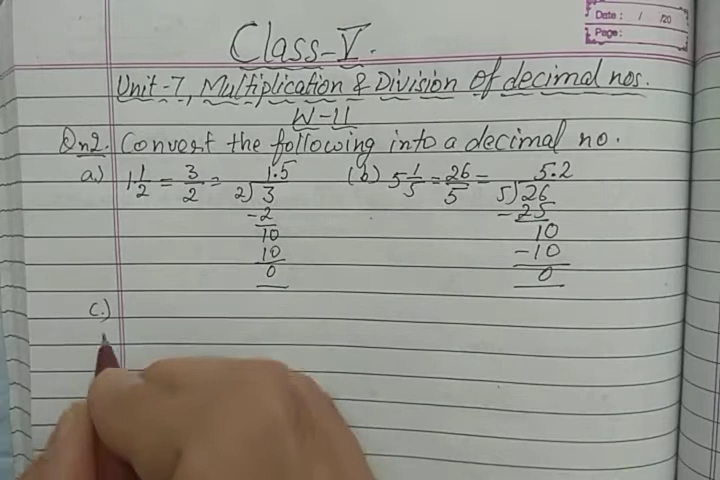 Date : / /20
Page :
Class-V.
Unit-7, Multiplication & Division of decimal nos.
W-11
Qn2. Convert the following into a decimal no.
a.) 1 1/2 = 3/2 = 2)3 1.5 (b) 5 1/5 = 26/5 = 5)26 5.2
-2 -25
10 10
10 -10
0 0
c.)